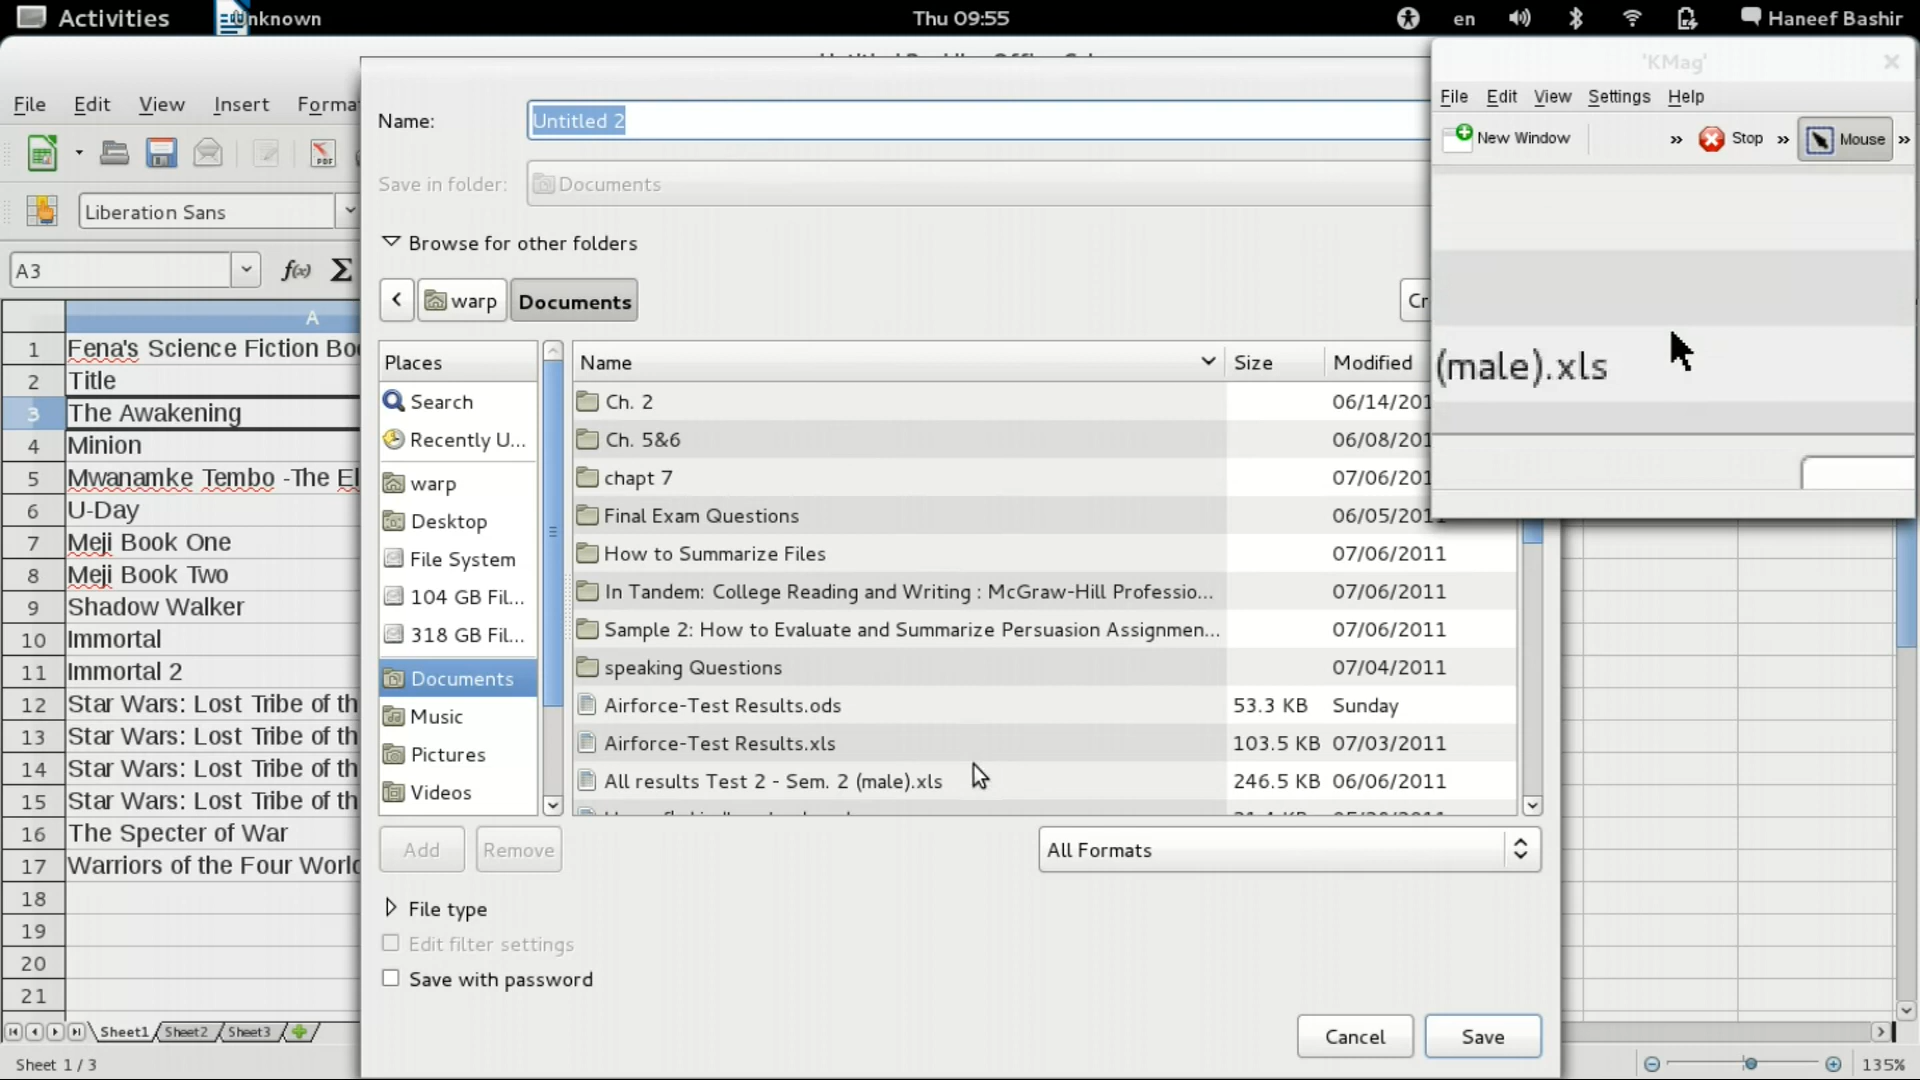 Activities
Unknown
Thu 09:55
en
Haneef Bashir
File Edit View Insert Forma
Liberation Sans
A3
f(x) Σ
A
1 Fena's Science Fiction Bo
2 Title
3 The Awakening
4 Minion
5 Mwanamke Tembo -The El
6 U-Day
7 Meji Book One
8 Meji Book Two
9 Shadow Walker
10 Immortal
11 Immortal 2
12 Star Wars: Lost Tribe of th
13 Star Wars: Lost Tribe of th
14 Star Wars: Lost Tribe of th
15 Star Wars: Lost Tribe of th
16 The Specter of War
17 Warriors of the Four World
18
19
20
21
Sheet1 Sheet2 Sheet3
Sheet 1 / 3
135%
Name: Untitled 2
Save in folder: Documents
Browse for other folders
< warp Documents
Cr
Places
Search
Recently U...
warp
Desktop
File System
104 GB Fil...
318 GB Fil...
Documents
Music
Pictures
Videos
Add Remove
Name Size Modified
Ch. 2 06/14/201
Ch. 5&6 06/08/201
chapt 7 07/06/201
Final Exam Questions 06/05/201
How to Summarize Files 07/06/2011
In Tandem: College Reading and Writing : McGraw-Hill Professio... 07/06/2011
Sample 2: How to Evaluate and Summarize Persuasion Assignmen... 07/06/2011
speaking Questions 07/04/2011
Airforce-Test Results.ods 53.3 KB Sunday
Airforce-Test Results.xls 103.5 KB 07/03/2011
All results Test 2 - Sem. 2 (male).xls 246.5 KB 06/06/2011
All Formats
File type
Edit filter settings
Save with password
Cancel Save
'KMag'
File Edit View Settings Help
New Window » Stop » Mouse »
(male).xls